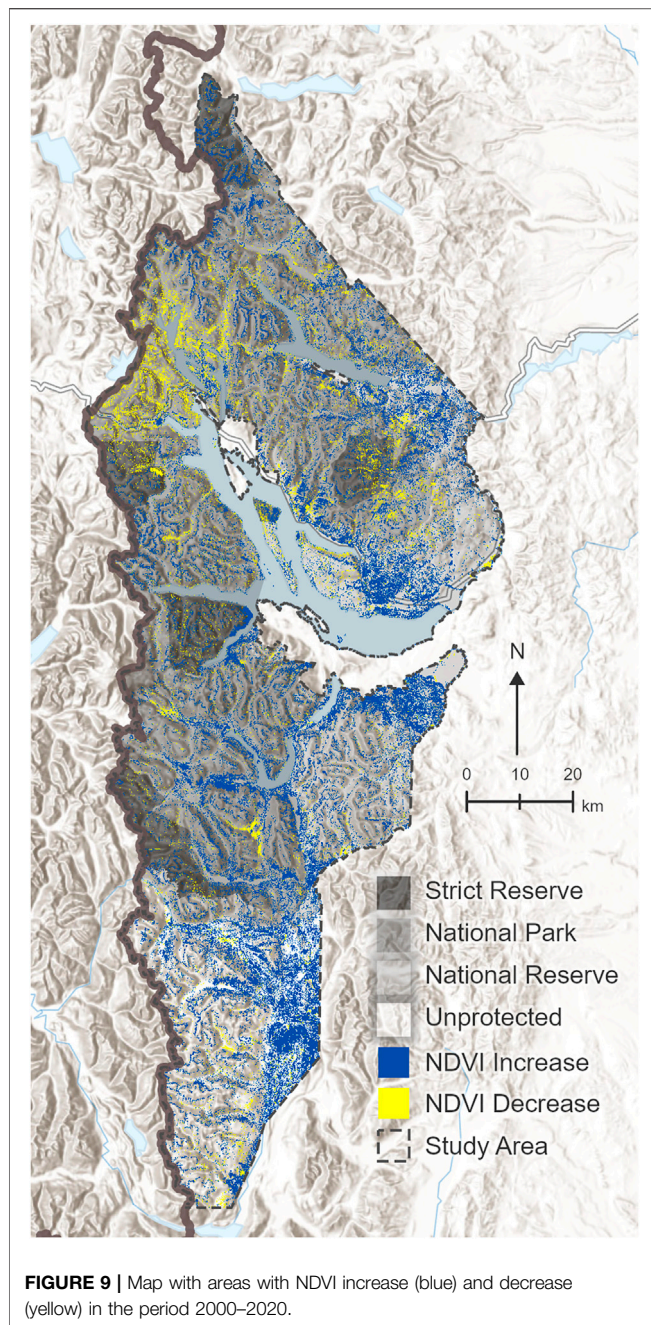 N
0 10 20
km
Strict Reserve
National Park
National Reserve
Unprotected
NDVI Increase
NDVI Decrease
Study Area
FIGURE 9 | Map with areas with NDVI increase (blue) and decrease
(yellow) in the period 2000–2020.